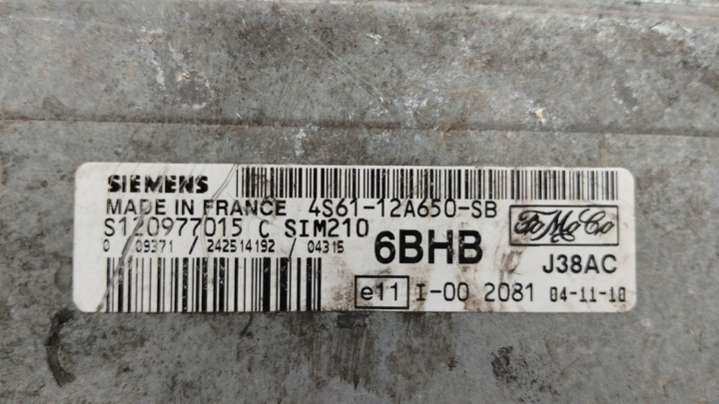 SIEMENS
MADE IN FRANCE 4S61-12A650-SB
S120977015 C SIM210
0 09371 / 242514192 / 04315
6BHB
FoMoCo
J38AC
e11 I-00 2081 04-11-10